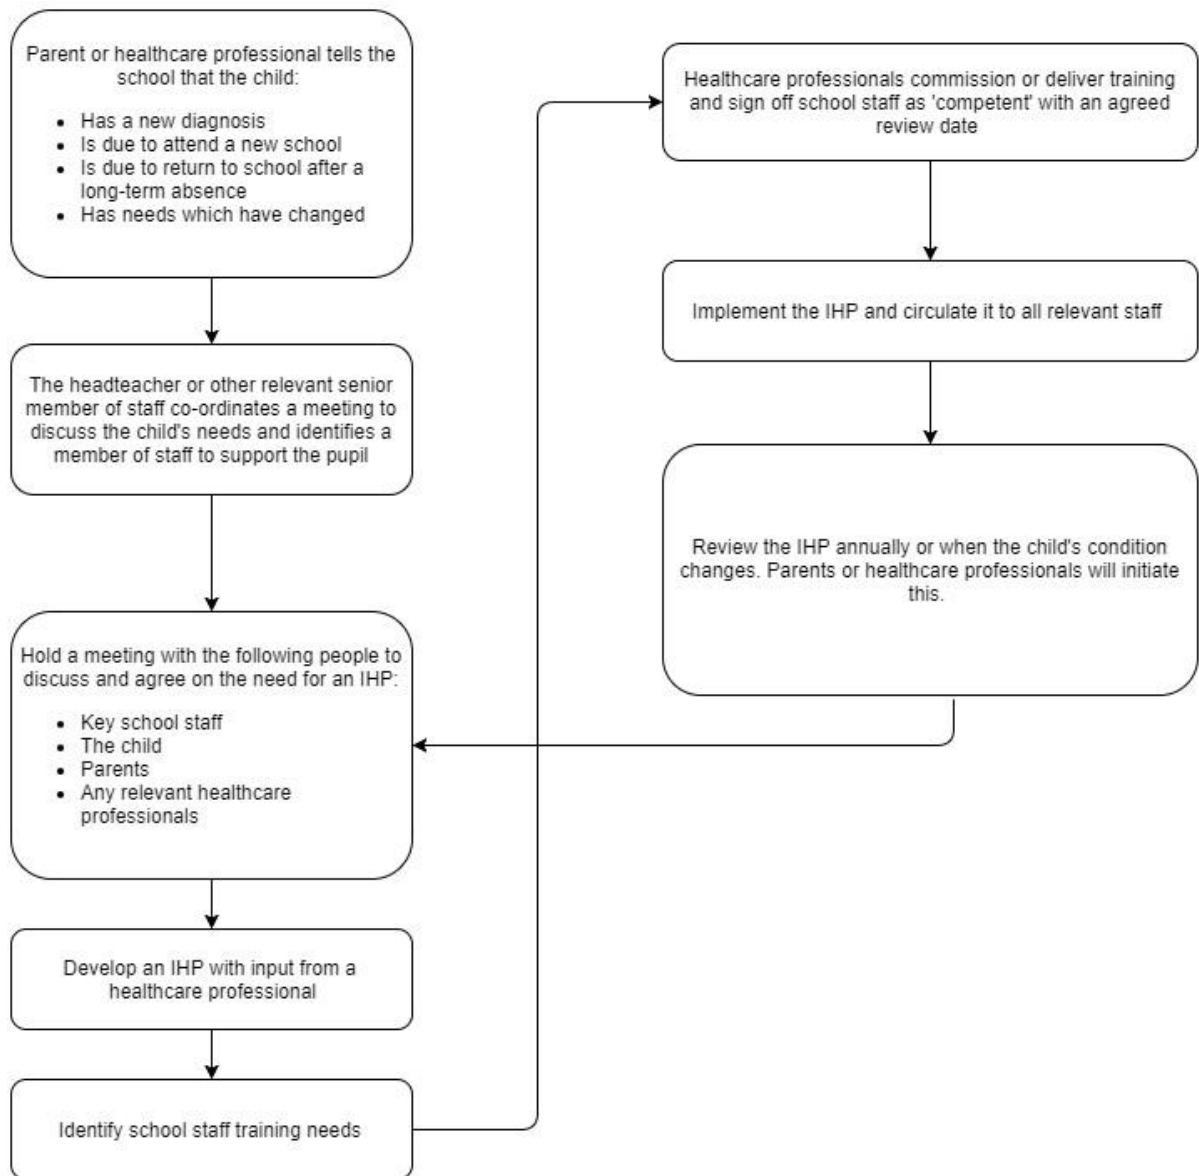 Parent or healthcare professional tells the
school that the child:
• Has a new diagnosis
• Is due to attend a new school
• Is due to return to school after a
long-term absence
• Has needs which have changed
The headteacher or other relevant senior
member of staff co-ordinates a meeting to
discuss the child's needs and identifies a
member of staff to support the pupil
Hold a meeting with the following people to
discuss and agree on the need for an IHP:
• Key school staff
• The child
• Parents
• Any relevant healthcare
professionals
Develop an IHP with input from a
healthcare professional
Identify school staff training needs
Healthcare professionals commission or deliver training
and sign off school staff as 'competent' with an agreed
review date
Implement the IHP and circulate it to all relevant staff
Review the IHP annually or when the child's condition
changes. Parents or healthcare professionals will initiate
this.